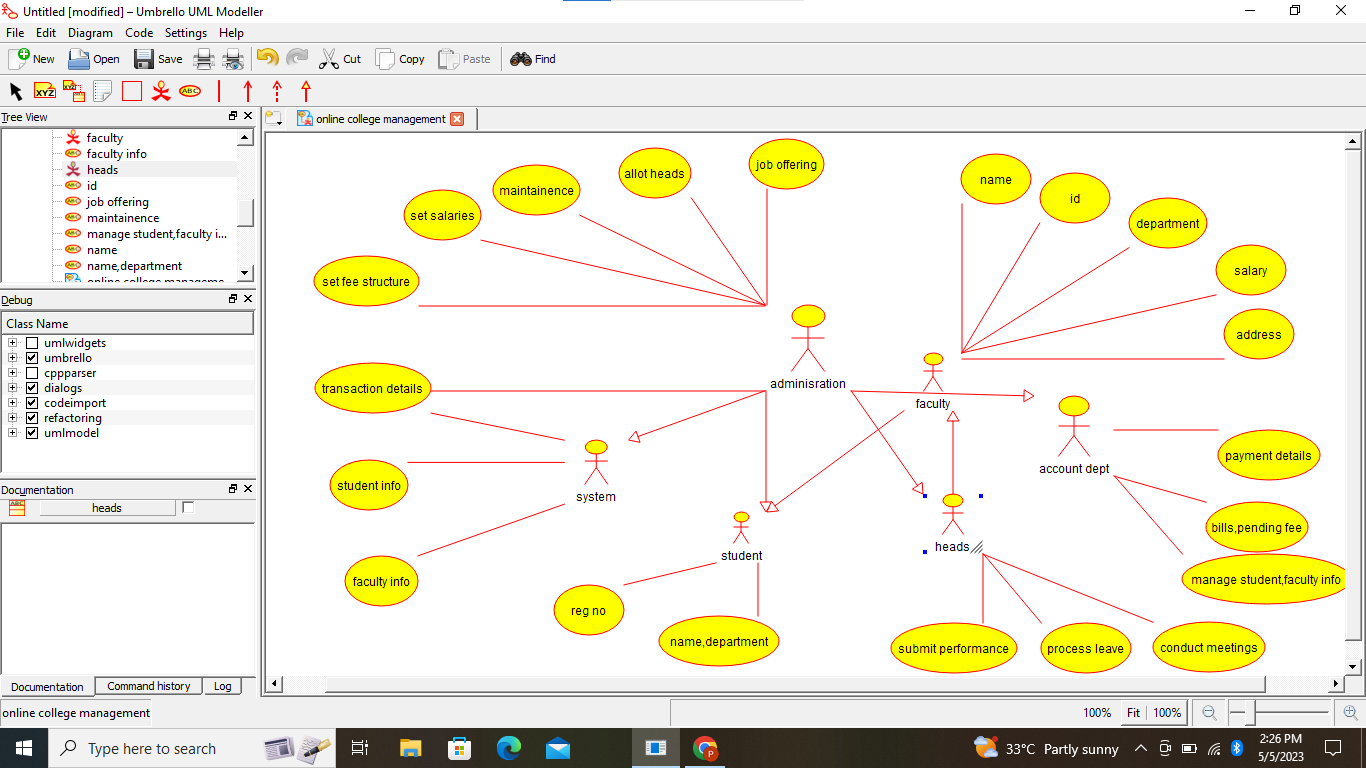 Untitled [modified] – Umbrello UML Modeller
File Edit Diagram Code Settings Help
New Open Save Cut Copy Paste Find
XYZ XYZ ABC
Tree View
online college management
faculty
faculty info
heads
id
job offering
maintainence
manage student,faculty i...
name
name,department
online college manageme
Debug
Class Name
umlwidgets
umbrello
cppparser
dialogs
codeimport
refactoring
umlmodel
Documentation
heads
Documentation Command history Log
job offering
allot heads
maintainence
set salaries
set fee structure
name
id
department
salary
address
adminisration
faculty
transaction details
student info
faculty info
system
student
reg no
name,department
heads
submit performance
process leave
conduct meetings
account dept
payment details
bills,pending fee
manage student,faculty info
online college management
100% Fit 100%
Type here to search
P
33°C Partly sunny
2:26 PM
5/5/2023